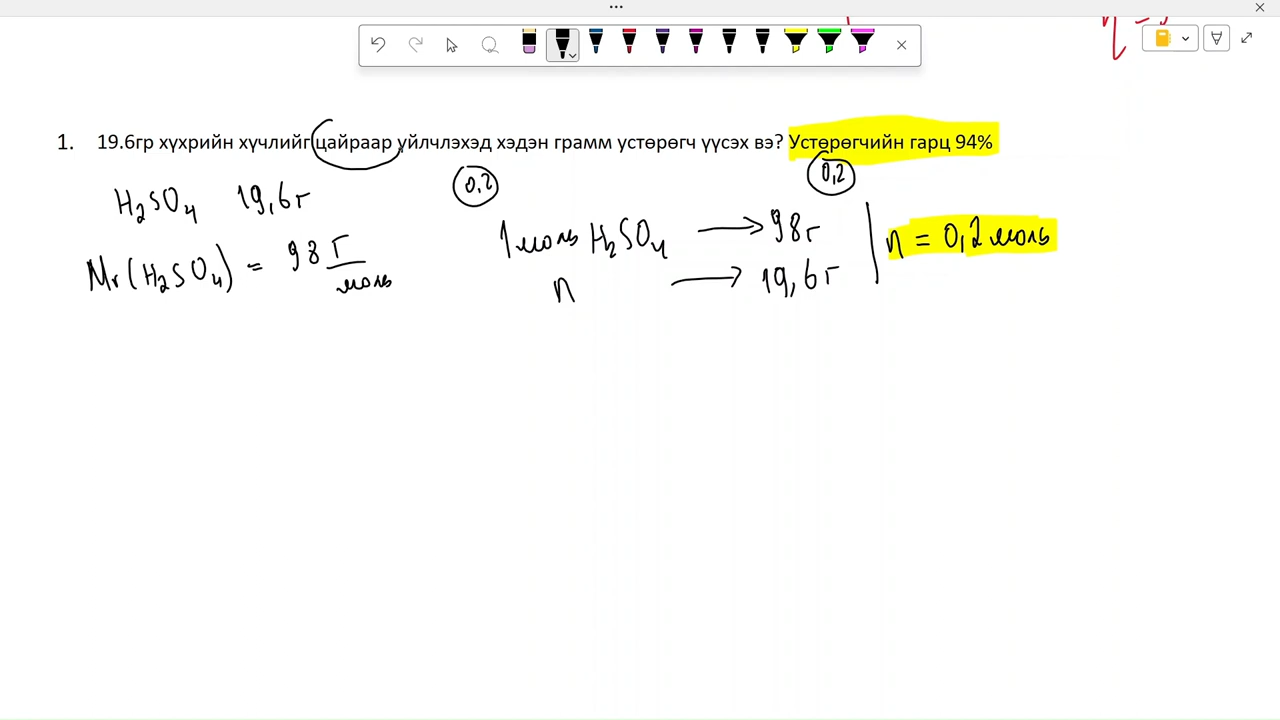 1. 19.6гр хүхрийн хүчлийг цайраар үйлчлэхэд хэдэн грамм устөрөгч үүсэх вэ? Устөрөгчийн гарц 94%
0,2
0,2
H₂SO₄ 19,6г
1моль H₂SO₄ → 98г
n = 0,2 моль
Mr(H₂SO₄) = 98 г/моль
n → 19,6г